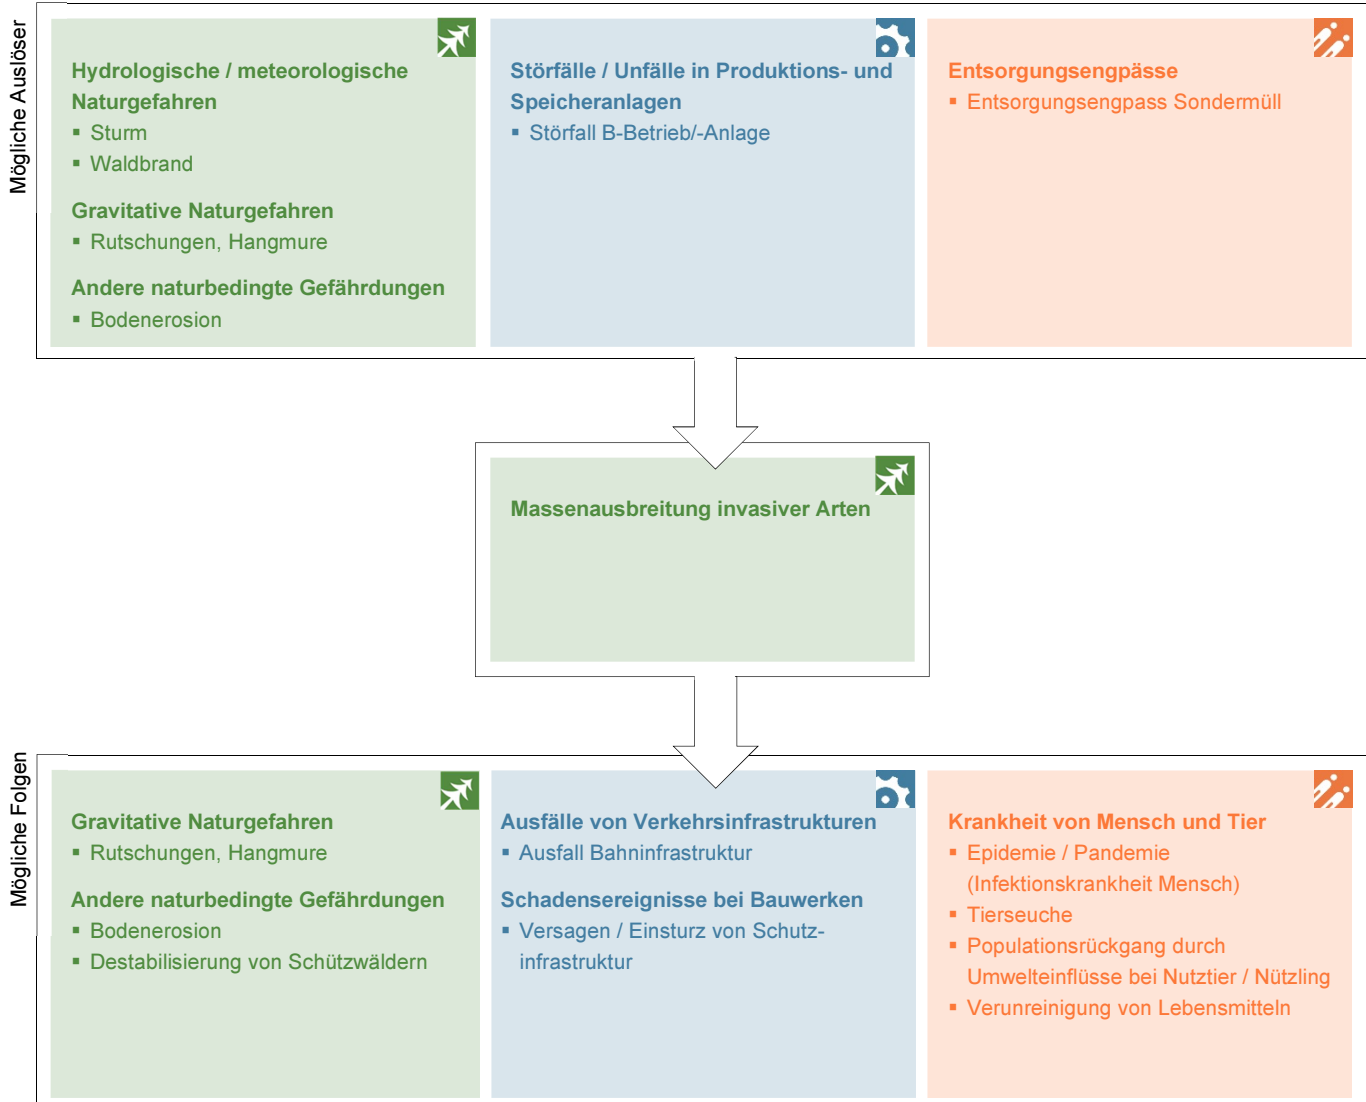 Mögliche Auslöser
Hydrologische / meteorologische
Naturgefahren
▪ Sturm
▪ Waldbrand
Gravitative Naturgefahren
▪ Rutschungen, Hangmure
Andere naturbedingte Gefährdungen
▪ Bodenerosion
Störfälle / Unfälle in Produktions- und
Speicheranlagen
▪ Störfall B-Betrieb/-Anlage
Entsorgungsengpässe
▪ Entsorgungsengpass Sondermüll
Massenausbreitung invasiver Arten
Mögliche Folgen
Gravitative Naturgefahren
▪ Rutschungen, Hangmure
Andere naturbedingte Gefährdungen
▪ Bodenerosion
▪ Destabilisierung von Schützwäldern
Ausfälle von Verkehrsinfrastrukturen
▪ Ausfall Bahninfrastruktur
Schadensereignisse bei Bauwerken
▪ Versagen / Einsturz von Schutz-
infrastruktur
Krankheit von Mensch und Tier
▪ Epidemie / Pandemie
(Infektionskrankheit Mensch)
▪ Tierseuche
▪ Populationsrückgang durch
Umwelteinflüsse bei Nutztier / Nützling
▪ Verunreinigung von Lebensmitteln